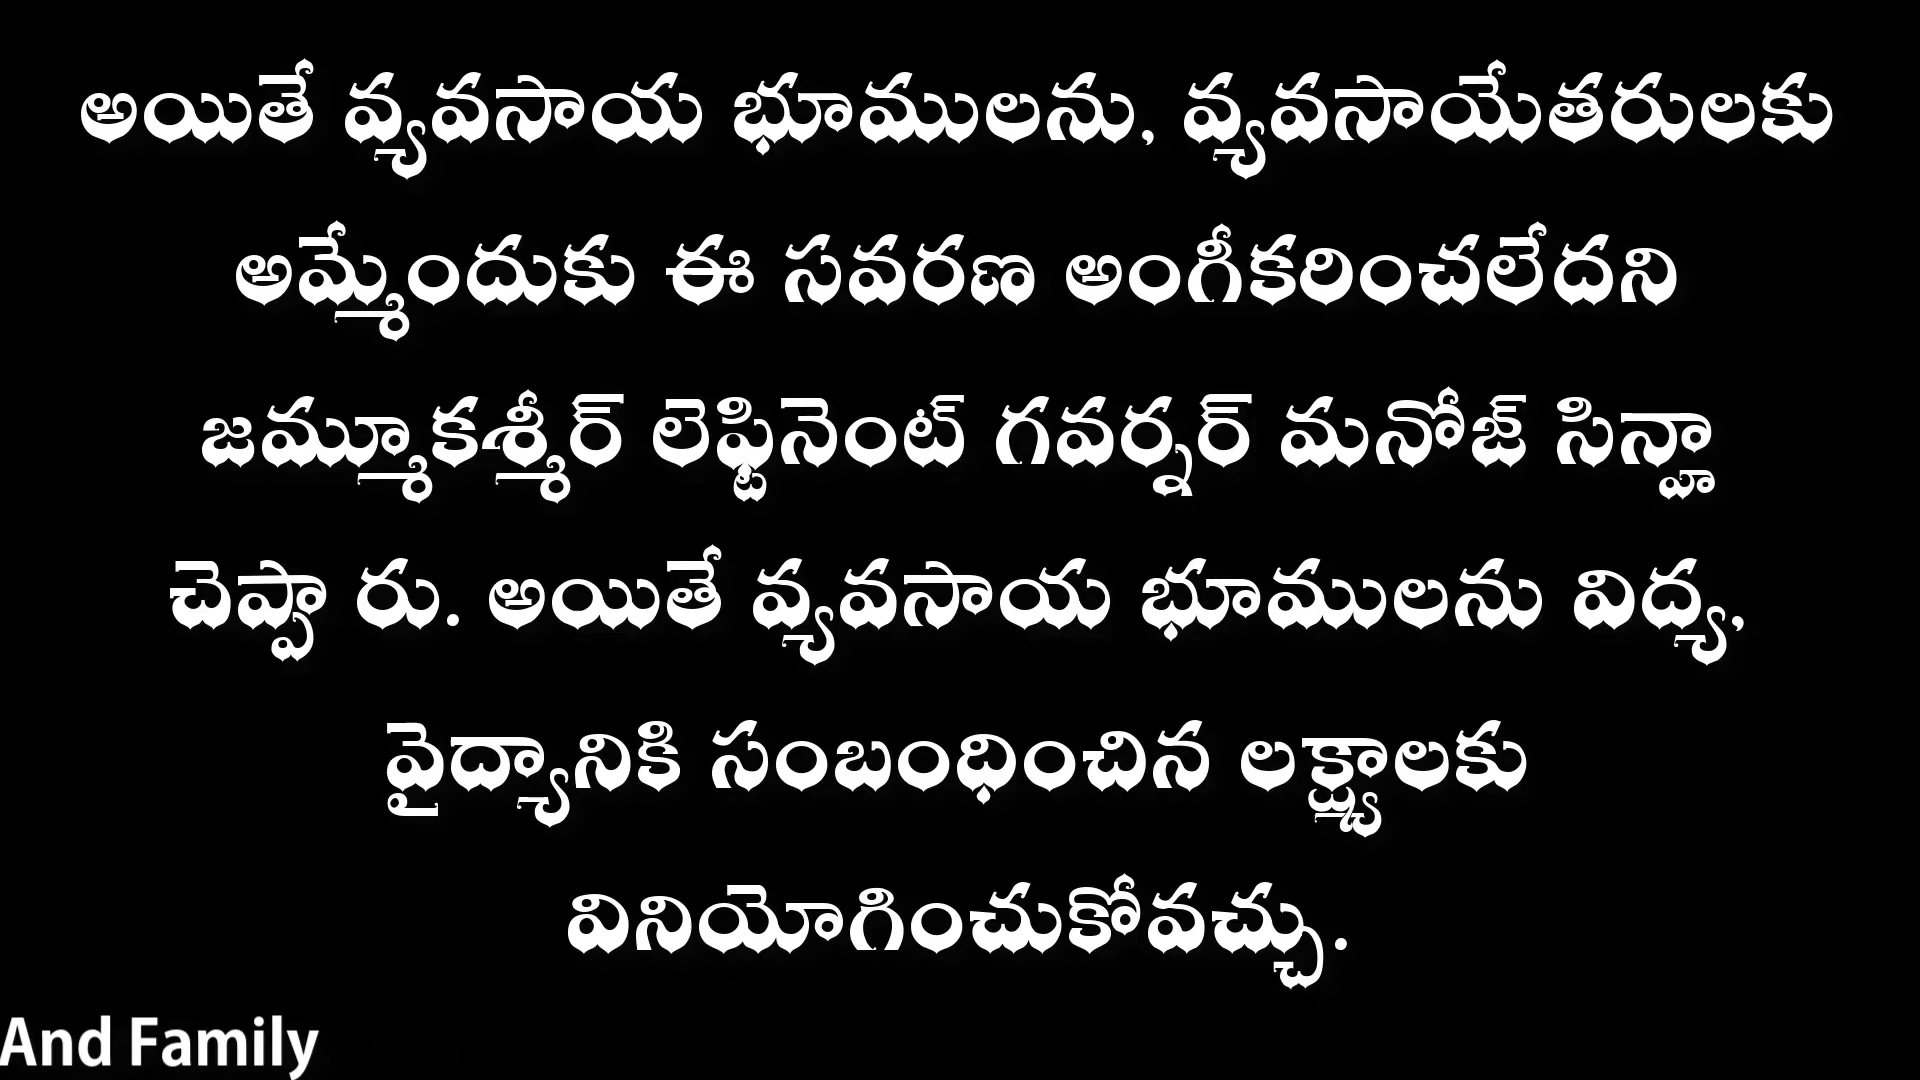 అయితే వ్యవసాయ భూములను, వ్యవసాయేతరులకు
అమ్మేందుకు ఈ సవరణ అంగీకరించలేదని
జమ్మూకశ్మీర్ లెఫ్టినెంట్ గవర్నర్ మనోజ్ సిన్హా
చెప్పా రు. అయితే వ్యవసాయ భూములను విద్య,
వైద్యానికి సంబంధించిన లక్ష్యాలకు
వినియోగించుకోవచ్చు.
And Family